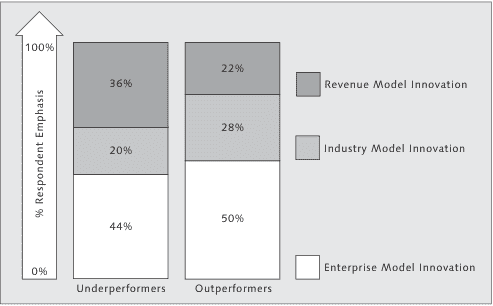 100%
% Respondent Emphasis
0%
36%
20%
44%
Underperformers
22%
28%
50%
Outperformers
Revenue Model Innovation
Industry Model Innovation
Enterprise Model Innovation